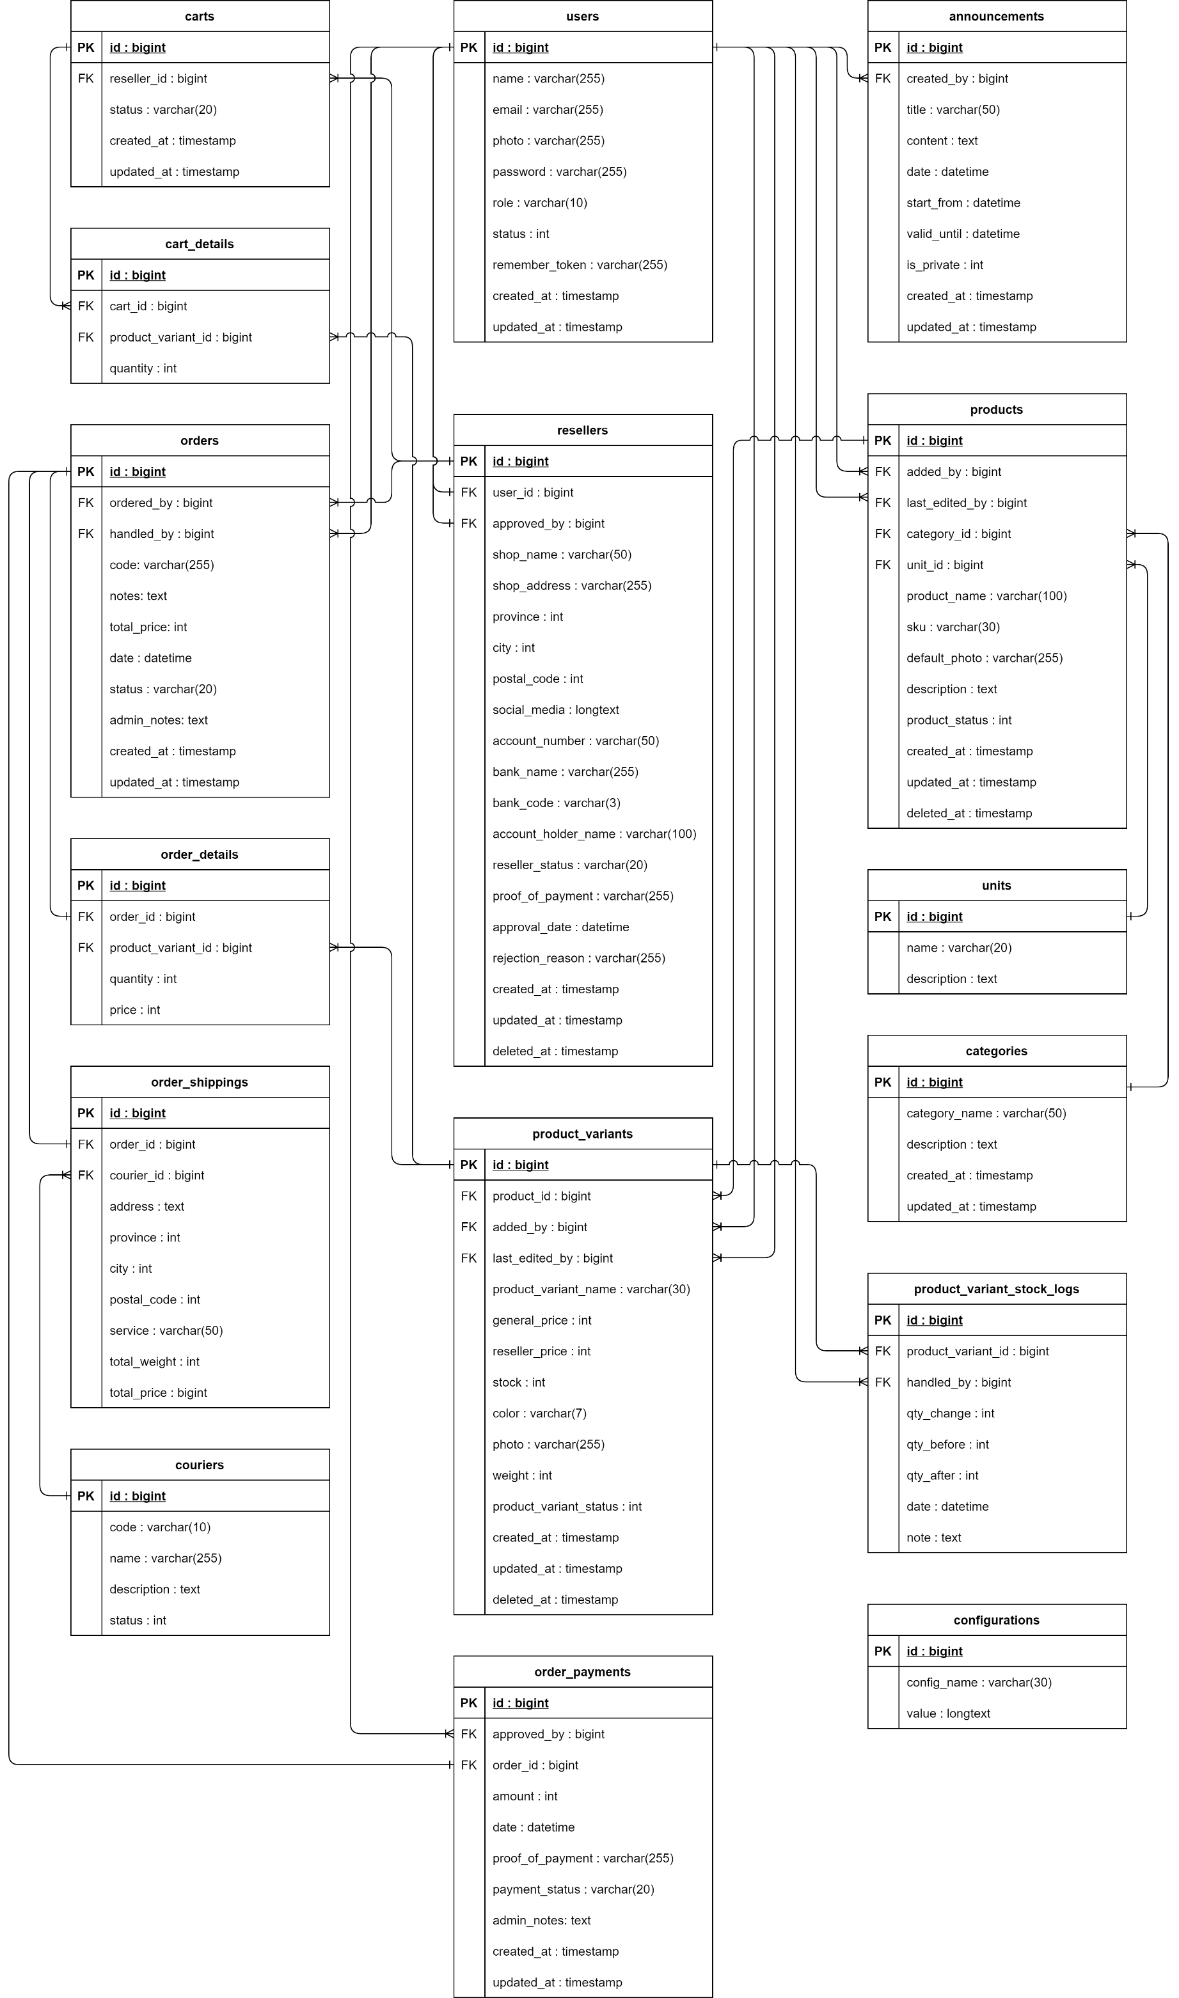 carts
PK id : bigint
FK reseller_id : bigint
status : varchar(20)
created_at : timestamp
updated_at : timestamp
cart_details
PK id : bigint
FK cart_id : bigint
FK product_variant_id : bigint
quantity : int
orders
PK id : bigint
FK ordered_by : bigint
FK handled_by : bigint
code: varchar(255)
notes: text
total_price: int
date : datetime
status : varchar(20)
admin_notes: text
created_at : timestamp
updated_at : timestamp
order_details
PK id : bigint
FK order_id : bigint
FK product_variant_id : bigint
quantity : int
price : int
order_shippings
PK id : bigint
FK order_id : bigint
FK courier_id : bigint
address : text
province : int
city : int
postal_code : int
service : varchar(50)
total_weight : int
total_price : bigint
couriers
PK id : bigint
code : varchar(10)
name : varchar(255)
description : text
status : int
users
PK id : bigint
name : varchar(255)
email : varchar(255)
photo : varchar(255)
password : varchar(255)
role : varchar(10)
status : int
remember_token : varchar(255)
created_at : timestamp
updated_at : timestamp
resellers
PK id : bigint
FK user_id : bigint
FK approved_by : bigint
shop_name : varchar(50)
shop_address : varchar(255)
province : int
city : int
postal_code : int
social_media : longtext
account_number : varchar(50)
bank_name : varchar(255)
bank_code : varchar(3)
account_holder_name : varchar(100)
reseller_status : varchar(20)
proof_of_payment : varchar(255)
approval_date : datetime
rejection_reason : varchar(255)
created_at : timestamp
updated_at : timestamp
deleted_at : timestamp
product_variants
PK id : bigint
FK product_id : bigint
FK added_by : bigint
FK last_edited_by : bigint
product_variant_name : varchar(30)
general_price : int
reseller_price : int
stock : int
color : varchar(7)
photo : varchar(255)
weight : int
product_variant_status : int
created_at : timestamp
updated_at : timestamp
deleted_at : timestamp
order_payments
PK id : bigint
FK approved_by : bigint
FK order_id : bigint
amount : int
date : datetime
proof_of_payment : varchar(255)
payment_status : varchar(20)
admin_notes: text
created_at : timestamp
updated_at : timestamp
announcements
PK id : bigint
FK created_by : bigint
title : varchar(50)
content : text
date : datetime
start_from : datetime
valid_until : datetime
is_private : int
created_at : timestamp
updated_at : timestamp
products
PK id : bigint
FK added_by : bigint
FK last_edited_by : bigint
FK category_id : bigint
FK unit_id : bigint
product_name : varchar(100)
sku : varchar(30)
default_photo : varchar(255)
description : text
product_status : int
created_at : timestamp
updated_at : timestamp
deleted_at : timestamp
units
PK id : bigint
name : varchar(20)
description : text
categories
PK id : bigint
category_name : varchar(50)
description : text
created_at : timestamp
updated_at : timestamp
product_variant_stock_logs
PK id : bigint
FK product_variant_id : bigint
FK handled_by : bigint
qty_change : int
qty_before : int
qty_after : int
date : datetime
note : text
configurations
PK id : bigint
config_name : varchar(30)
value : longtext